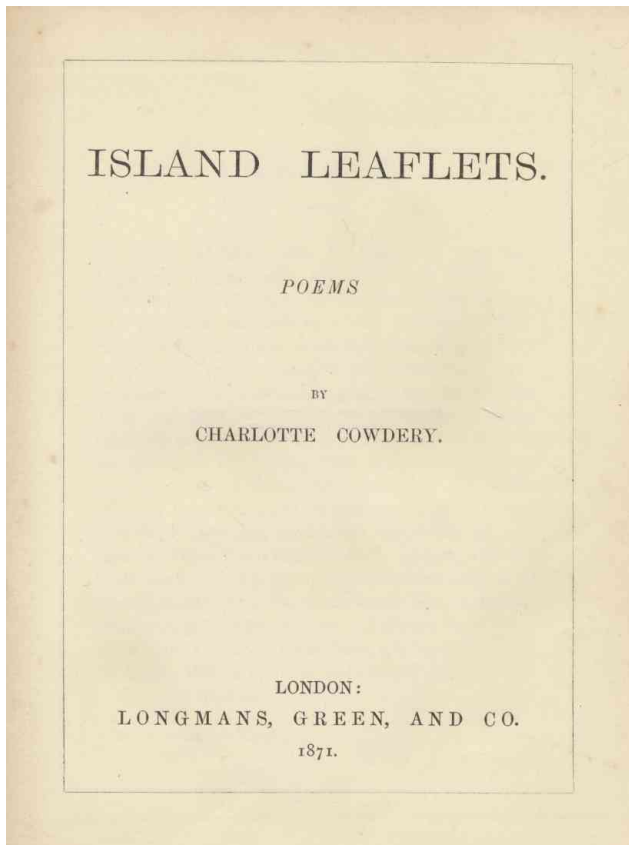 ISLAND LEAFLETS.
POEMS
BY
CHARLOTTE COWDERY.
LONDON:
LONGMANS, GREEN, AND CO.
1871.